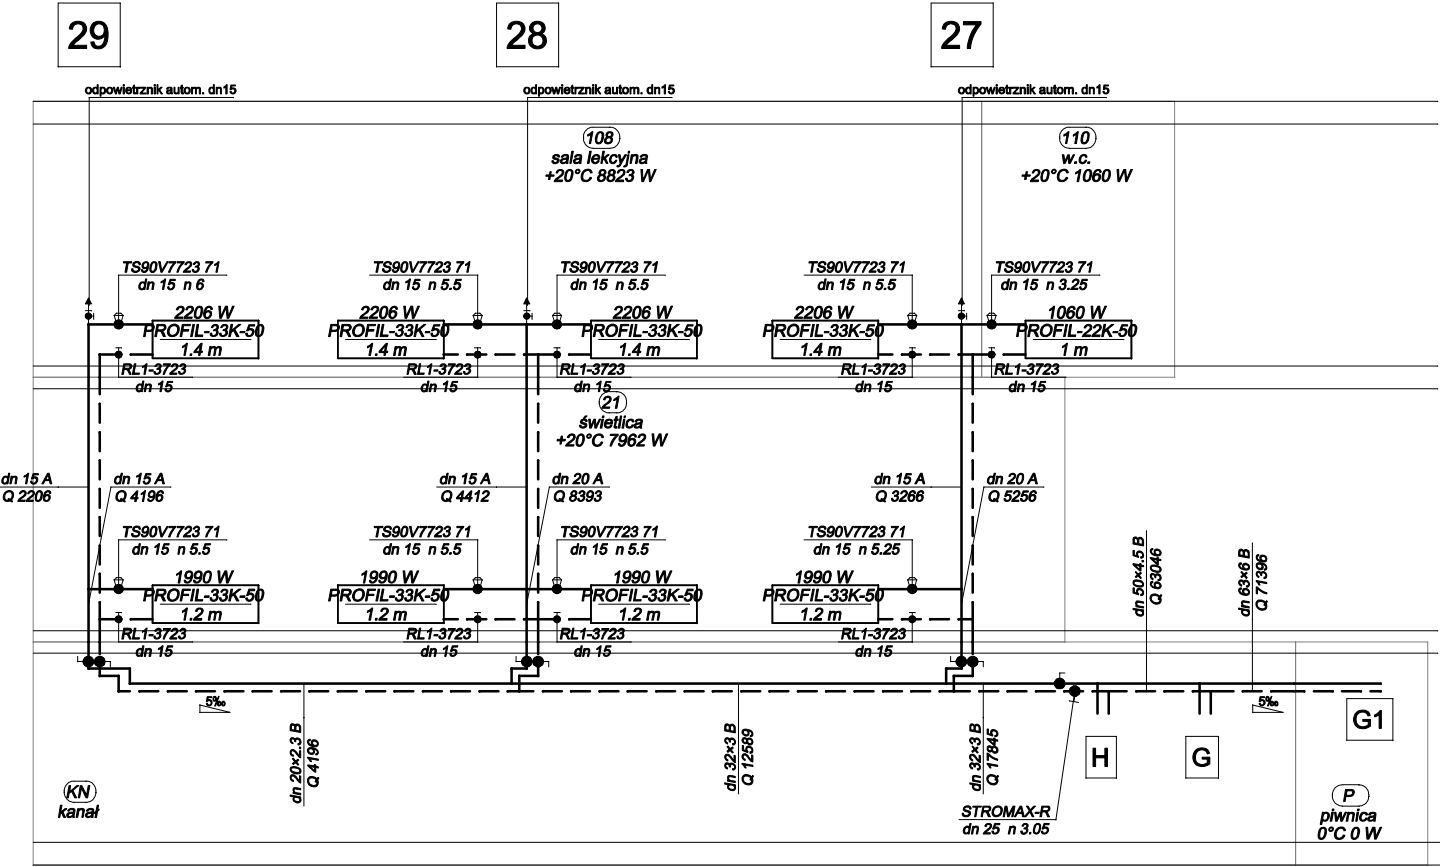 29
28
27
odpowietrznik autom. dn15
odpowietrznik autom. dn15
odpowietrznik autom. dn15
108
sala lekcyjna
+20°C 8823 W
110
w.c.
+20°C 1060 W
TS90V7723 71
dn 15 n 6
TS90V7723 71
dn 15 n 5.5
TS90V7723 71
dn 15 n 5.5
TS90V7723 71
dn 15 n 5.5
TS90V7723 71
dn 15 n 3.25
2206 W
PROFIL-33K-50
1.4 m
2206 W
PROFIL-33K-50
1.4 m
2206 W
PROFIL-33K-50
1.4 m
2206 W
PROFIL-33K-50
1.4 m
1060 W
PROFIL-22K-50
1 m
RL1-3723
dn 15
RL1-3723
dn 15
RL1-3723
dn 15
RL1-3723
dn 15
RL1-3723
dn 15
21
świetlica
+20°C 7962 W
dn 15 A
Q 2206
dn 15 A
Q 4196
dn 15 A
Q 4412
dn 20 A
Q 8393
dn 15 A
Q 3266
dn 20 A
Q 5256
TS90V7723 71
dn 15 n 5.5
TS90V7723 71
dn 15 n 5.5
TS90V7723 71
dn 15 n 5.5
TS90V7723 71
dn 15 n 5.25
1990 W
PROFIL-33K-50
1.2 m
1990 W
PROFIL-33K-50
1.2 m
1990 W
PROFIL-33K-50
1.2 m
1990 W
PROFIL-33K-50
1.2 m
RL1-3723
dn 15
RL1-3723
dn 15
RL1-3723
dn 15
RL1-3723
dn 15
dn 50×4.5 B
Q 63046
dn 63×6 B
Q 71396
5‰
5‰
dn 20×2.3 B
Q 4196
dn 32×3 B
Q 12589
dn 32×3 B
Q 17845
H
G
G1
KN
kanał
STROMAX-R
dn 25 n 3.05
P
piwnica
0°C 0 W